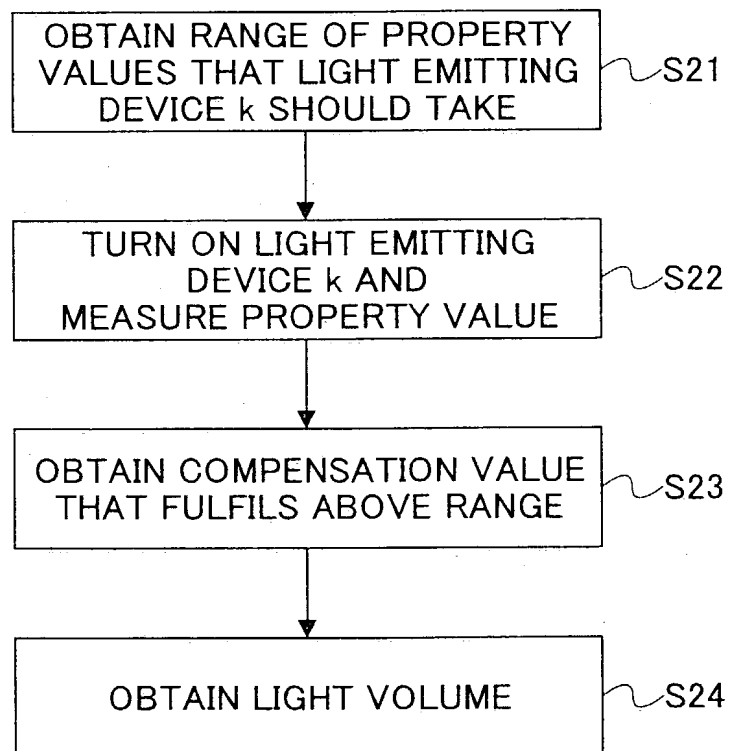 OBTAIN RANGE OF PROPERTY
VALUES THAT LIGHT EMITTING
DEVICE k SHOULD TAKE
S21
TURN ON LIGHT EMITTING
DEVICE k AND
MEASURE PROPERTY VALUE
S22
OBTAIN COMPENSATION VALUE
THAT FULFILS ABOVE RANGE
S23
OBTAIN LIGHT VOLUME
S24